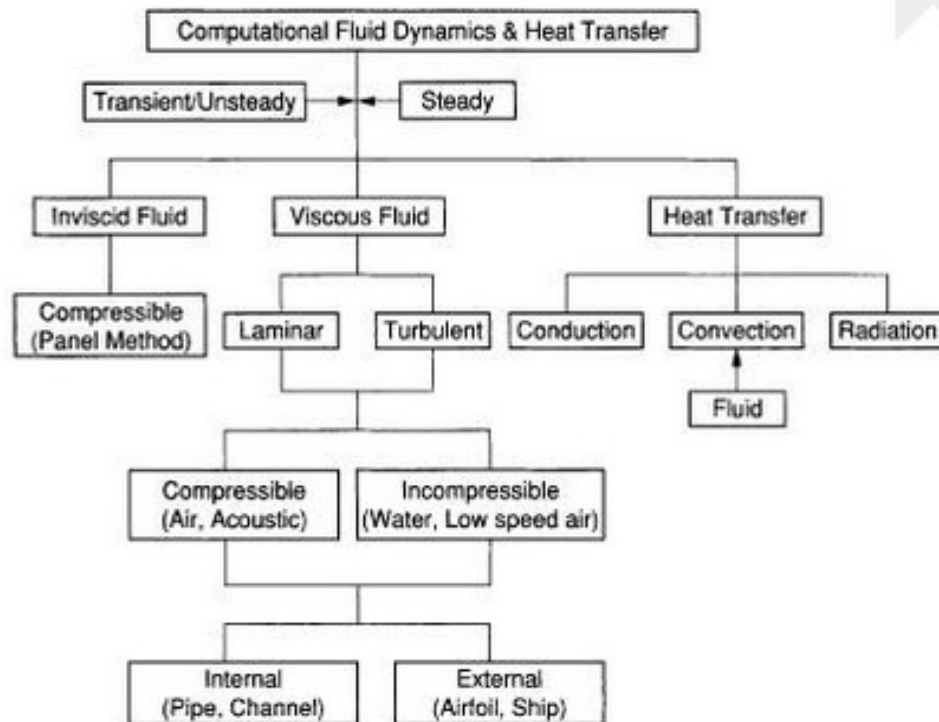 Computational Fluid Dynamics & Heat Transfer
Transient/Unsteady
Steady
Inviscid Fluid
Viscous Fluid
Heat Transfer
Compressible
(Panel Method)
Laminar
Turbulent
Conduction
Convection
Radiation
Fluid
Compressible
(Air, Acoustic)
Incompressible
(Water, Low speed air)
Internal
(Pipe, Channel)
External
(Airfoil, Ship)